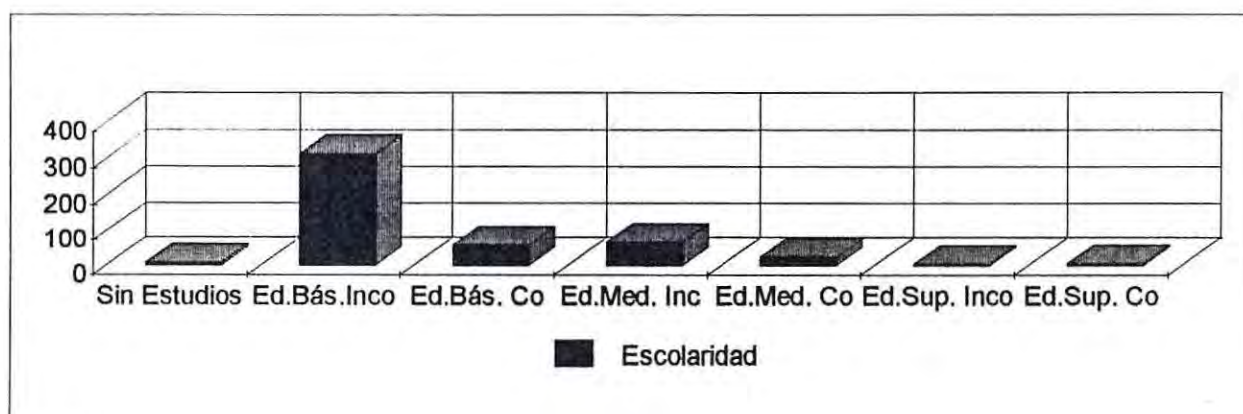 400
300
200
100
0
Sin Estudios Ed.Bás.Inco Ed.Bás. Co Ed.Med. Inc Ed.Med. Co Ed.Sup. Inco Ed.Sup. Co
Escolaridad